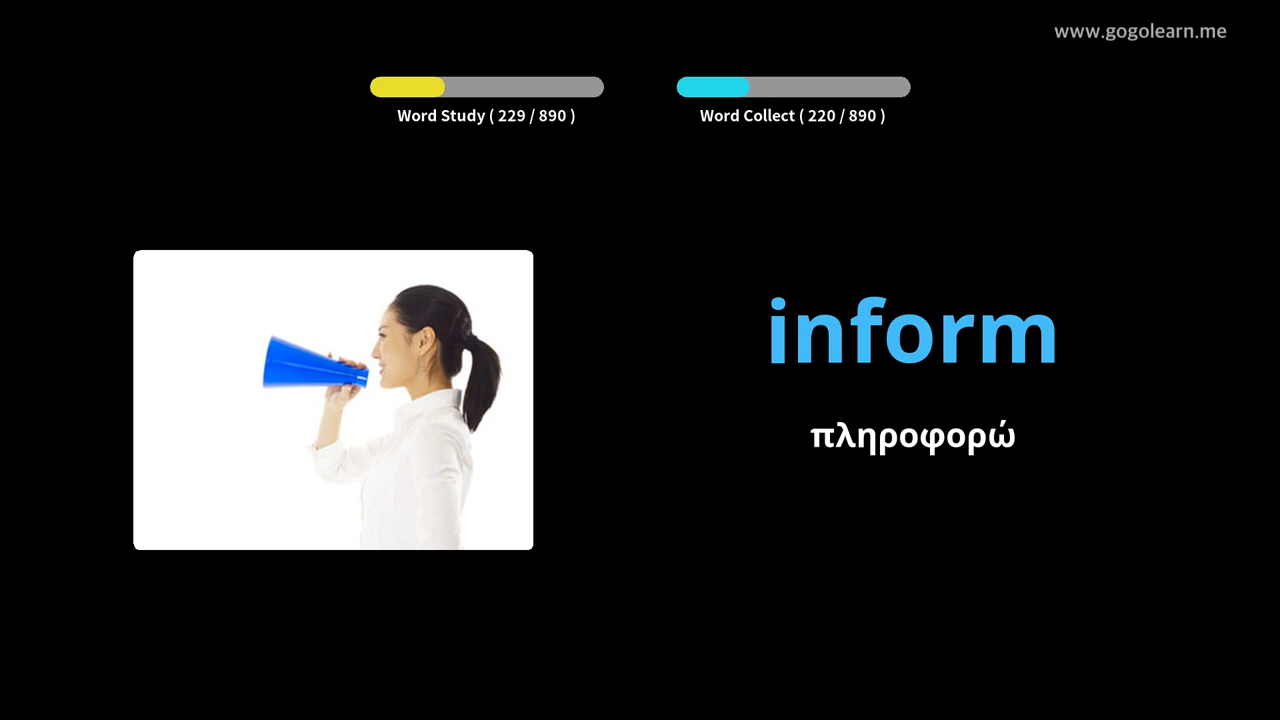 www.gogolearn.me
Word Study ( 229 / 890 )
Word Collect ( 220 / 890 )
inform
πληροφορώ